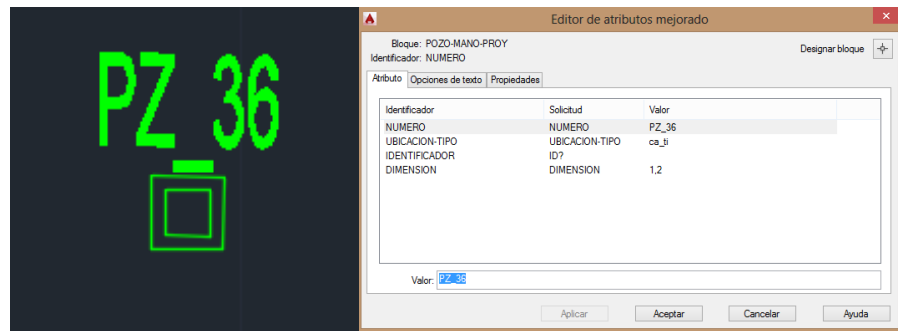 PZ_36
Editor de atributos mejorado
Bloque: POZO-MANO-PROY
Identificador: NUMERO
Designar bloque
Atributo Opciones de texto Propiedades
Identificador Solicitud Valor
NUMERO NUMERO PZ_36
UBICACION-TIPO UBICACION-TIPO ca_ti
IDENTIFICADOR ID?
DIMENSION DIMENSION 1,2
Valor: PZ_36
Aplicar Aceptar Cancelar Ayuda